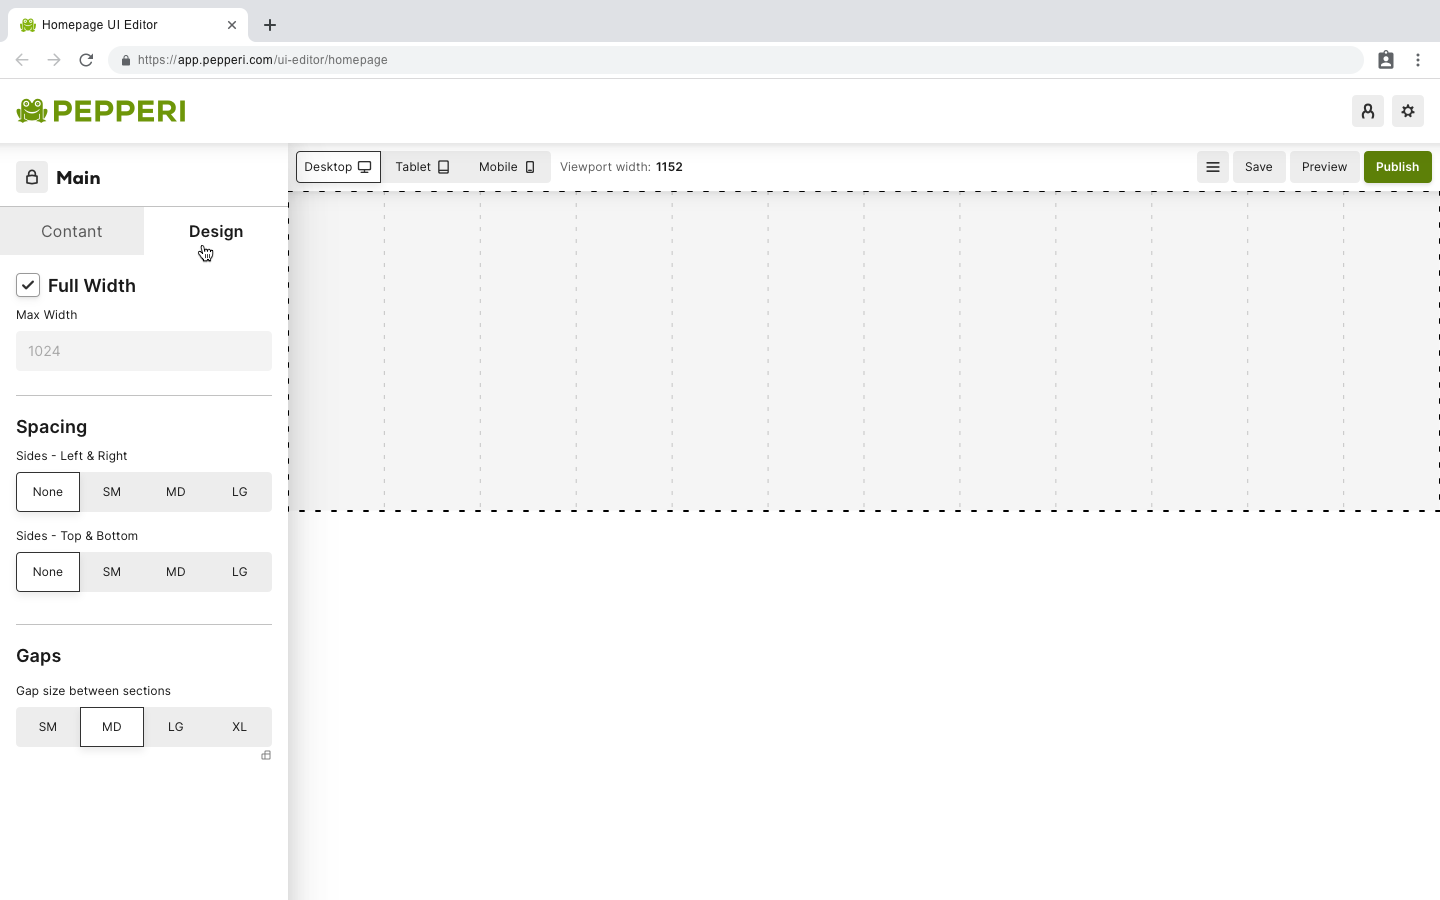 Homepage UI Editor
https://app.pepperi.com/ui-editor/homepage
PEPPERI
Main
Desktop Tablet Mobile Viewport width: 1152 Save Preview Publish
Contant Design
Full Width
Max Width
1024
Spacing
Sides - Left & Right
None SM MD LG
Sides - Top & Bottom
None SM MD LG
Gaps
Gap size between sections
SM MD LG XL